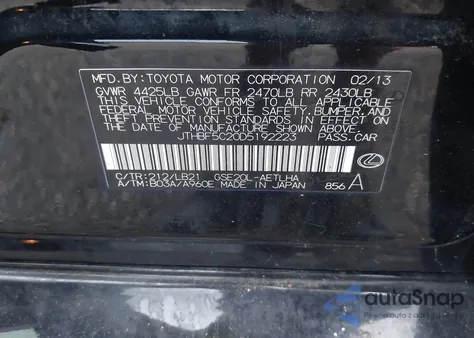 MFD.BY:TOYOTA MOTOR CORPORATION 02/13
GVWR 4425LB GAWR FR 2470LB RR 2430LB
THIS VEHICLE CONFORMS TO ALL APPLICABLE
FEDERAL MOTOR VEHICLE SAFETY, BUMPER, AND
THEFT PREVENTION STANDARDS IN EFFECT ON
THE DATE OF MANUFACTURE SHOWN ABOVE.
JTHBF5C20D5192223 PASS.CAR
C/TR:212/LB21 GSE20L-AETLHA
A/TM:B03A/A960E MADE IN JAPAN 856 A
autoSnap